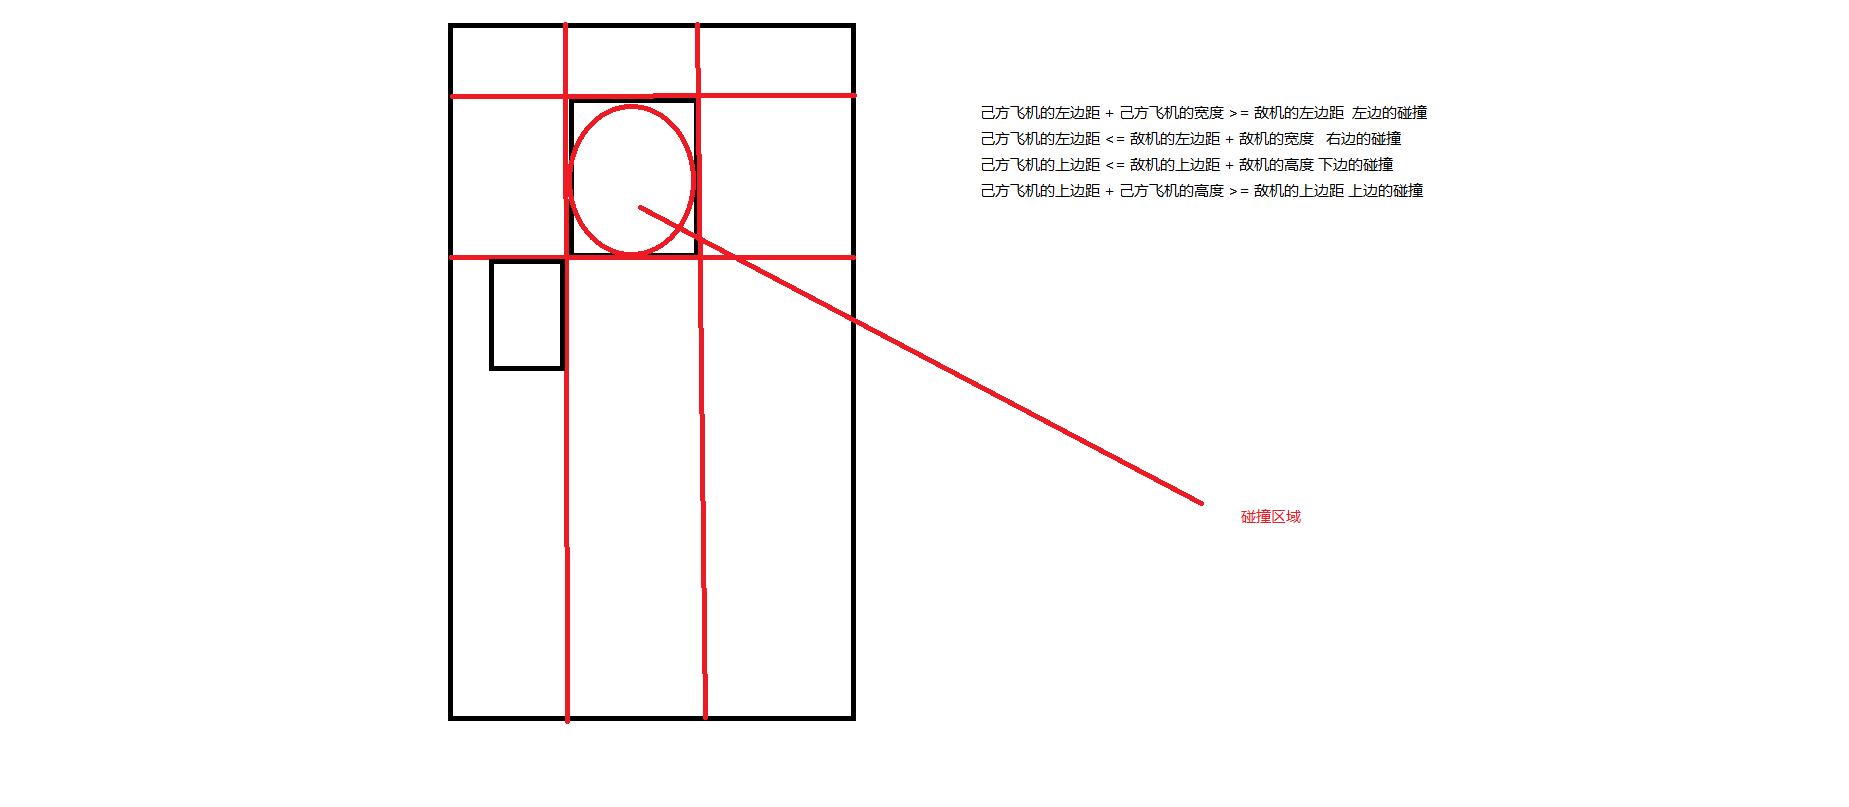 己方飞机的左边距 + 己方飞机的宽度 >= 敌机的左边距  左边的碰撞
己方飞机的左边距 <= 敌机的左边距 + 敌机的宽度   右边的碰撞
己方飞机的上边距 <= 敌机的上边距 + 敌机的高度 下边的碰撞
己方飞机的上边距 + 己方飞机的高度 >= 敌机的上边距 上边的碰撞
碰撞区域